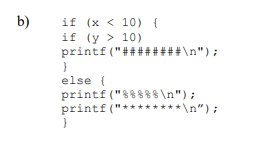 b) if (x < 10) {
if (y > 10)
printf("########\n");
}
else {
printf("%%%%%\n");
printf("********\n”);
}